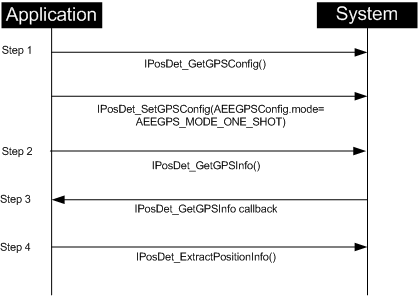 Application
System
Step 1
IPosDet_GetGPSConfig()
IPosDet_SetGPSConfig(AEEGPSConfig.mode=
AEEGPS_MODE_ONE_SHOT)
Step 2
IPosDet_GetGPSInfo()
Step 3
IPosDet_GetGPSInfo callback
Step 4
IPosDet_ExtractPositionInfo()